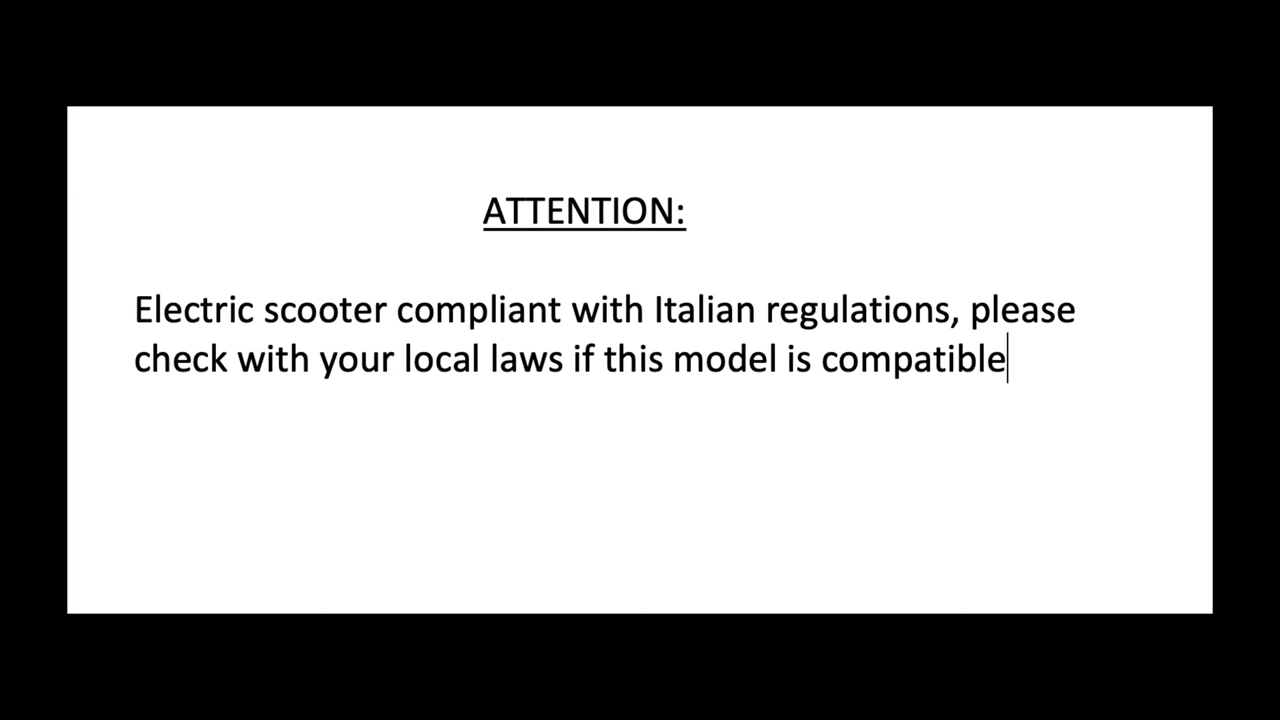 ATTENTION:
Electric scooter compliant with Italian regulations, please
check with your local laws if this model is compatible